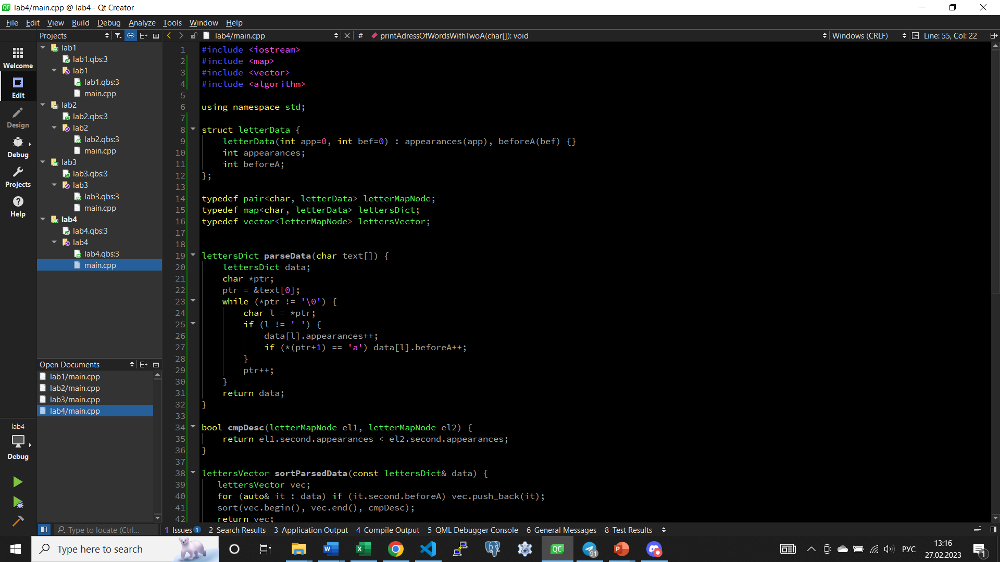 lab4/main.cpp @ lab4 - Qt Creator
File Edit View Build Debug Analyze Tools Window Help
Projects
lab4/main.cpp
#
printAdressOfWordsWithTwoA(char[]): void
Windows (CRLF)
Line: 55, Col: 22
Welcome
Edit
Design
Debug
Projects
Help
lab4
Debug
lab1
lab1.qbs:3
lab1
lab1.qbs:3
main.cpp
lab2
lab2.qbs:3
lab2
lab2.qbs:3
main.cpp
lab3
lab3.qbs:3
lab3
lab3.qbs:3
main.cpp
lab4
lab4.qbs:3
lab4
lab4.qbs:3
main.cpp
Open Documents
lab1/main.cpp
lab2/main.cpp
lab3/main.cpp
lab4/main.cpp
1 #include <iostream>
2 #include <map>
3 #include <vector>
4 #include <algorithm>
5
6 using namespace std;
7
8 struct letterData {
9     letterData(int app=0, int bef=0) : appearances(app), beforeA(bef) {}
10     int appearances;
11     int beforeA;
12 };
13
14 typedef pair<char, letterData> letterMapNode;
15 typedef map<char, letterData> lettersDict;
16 typedef vector<letterMapNode> lettersVector;
17
18
19 lettersDict parseData(char text[]) {
20     lettersDict data;
21     char *ptr;
22     ptr = &text[0];
23     while (*ptr != '\0') {
24         char l = *ptr;
25         if (l != ' ') {
26             data[l].appearances++;
27             if (*(ptr+1) == 'a') data[l].beforeA++;
28         }
29         ptr++;
30     }
31     return data;
32 }
33
34 bool cmpDesc(letterMapNode el1, letterMapNode el2) {
35     return el1.second.appearances < el2.second.appearances;
36 }
37
38 lettersVector sortParsedData(const lettersDict& data) {
39    lettersVector vec;
40    for (auto& it : data) if (it.second.beforeA) vec.push_back(it);
41    sort(vec.begin(), vec.end(), cmpDesc);
42    return vec;
Type to locate (Ctrl...
1 Issues 1
2 Search Results
3 Application Output
4 Compile Output
5 QML Debugger Console
6 General Messages
8 Test Results
Type here to search
91
РУС
13:16
27.02.2023
1